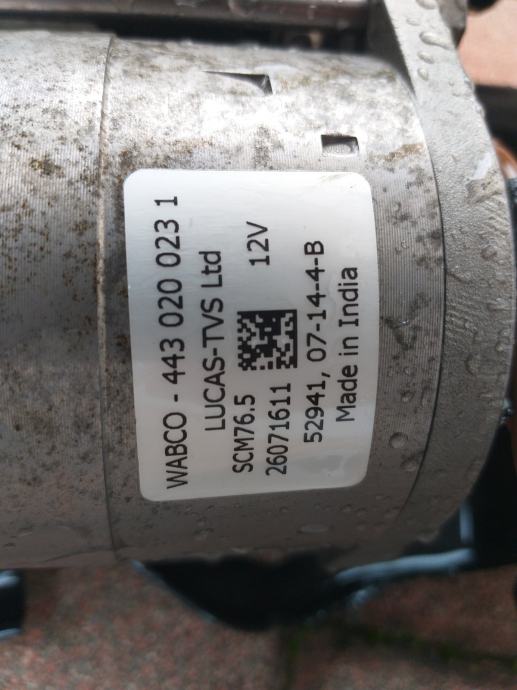 WABCO - 443 020 023 1
LUCAS-TVS Ltd
SCM76.5 12V
26071611
52941, 07-14-4-B
Made in India